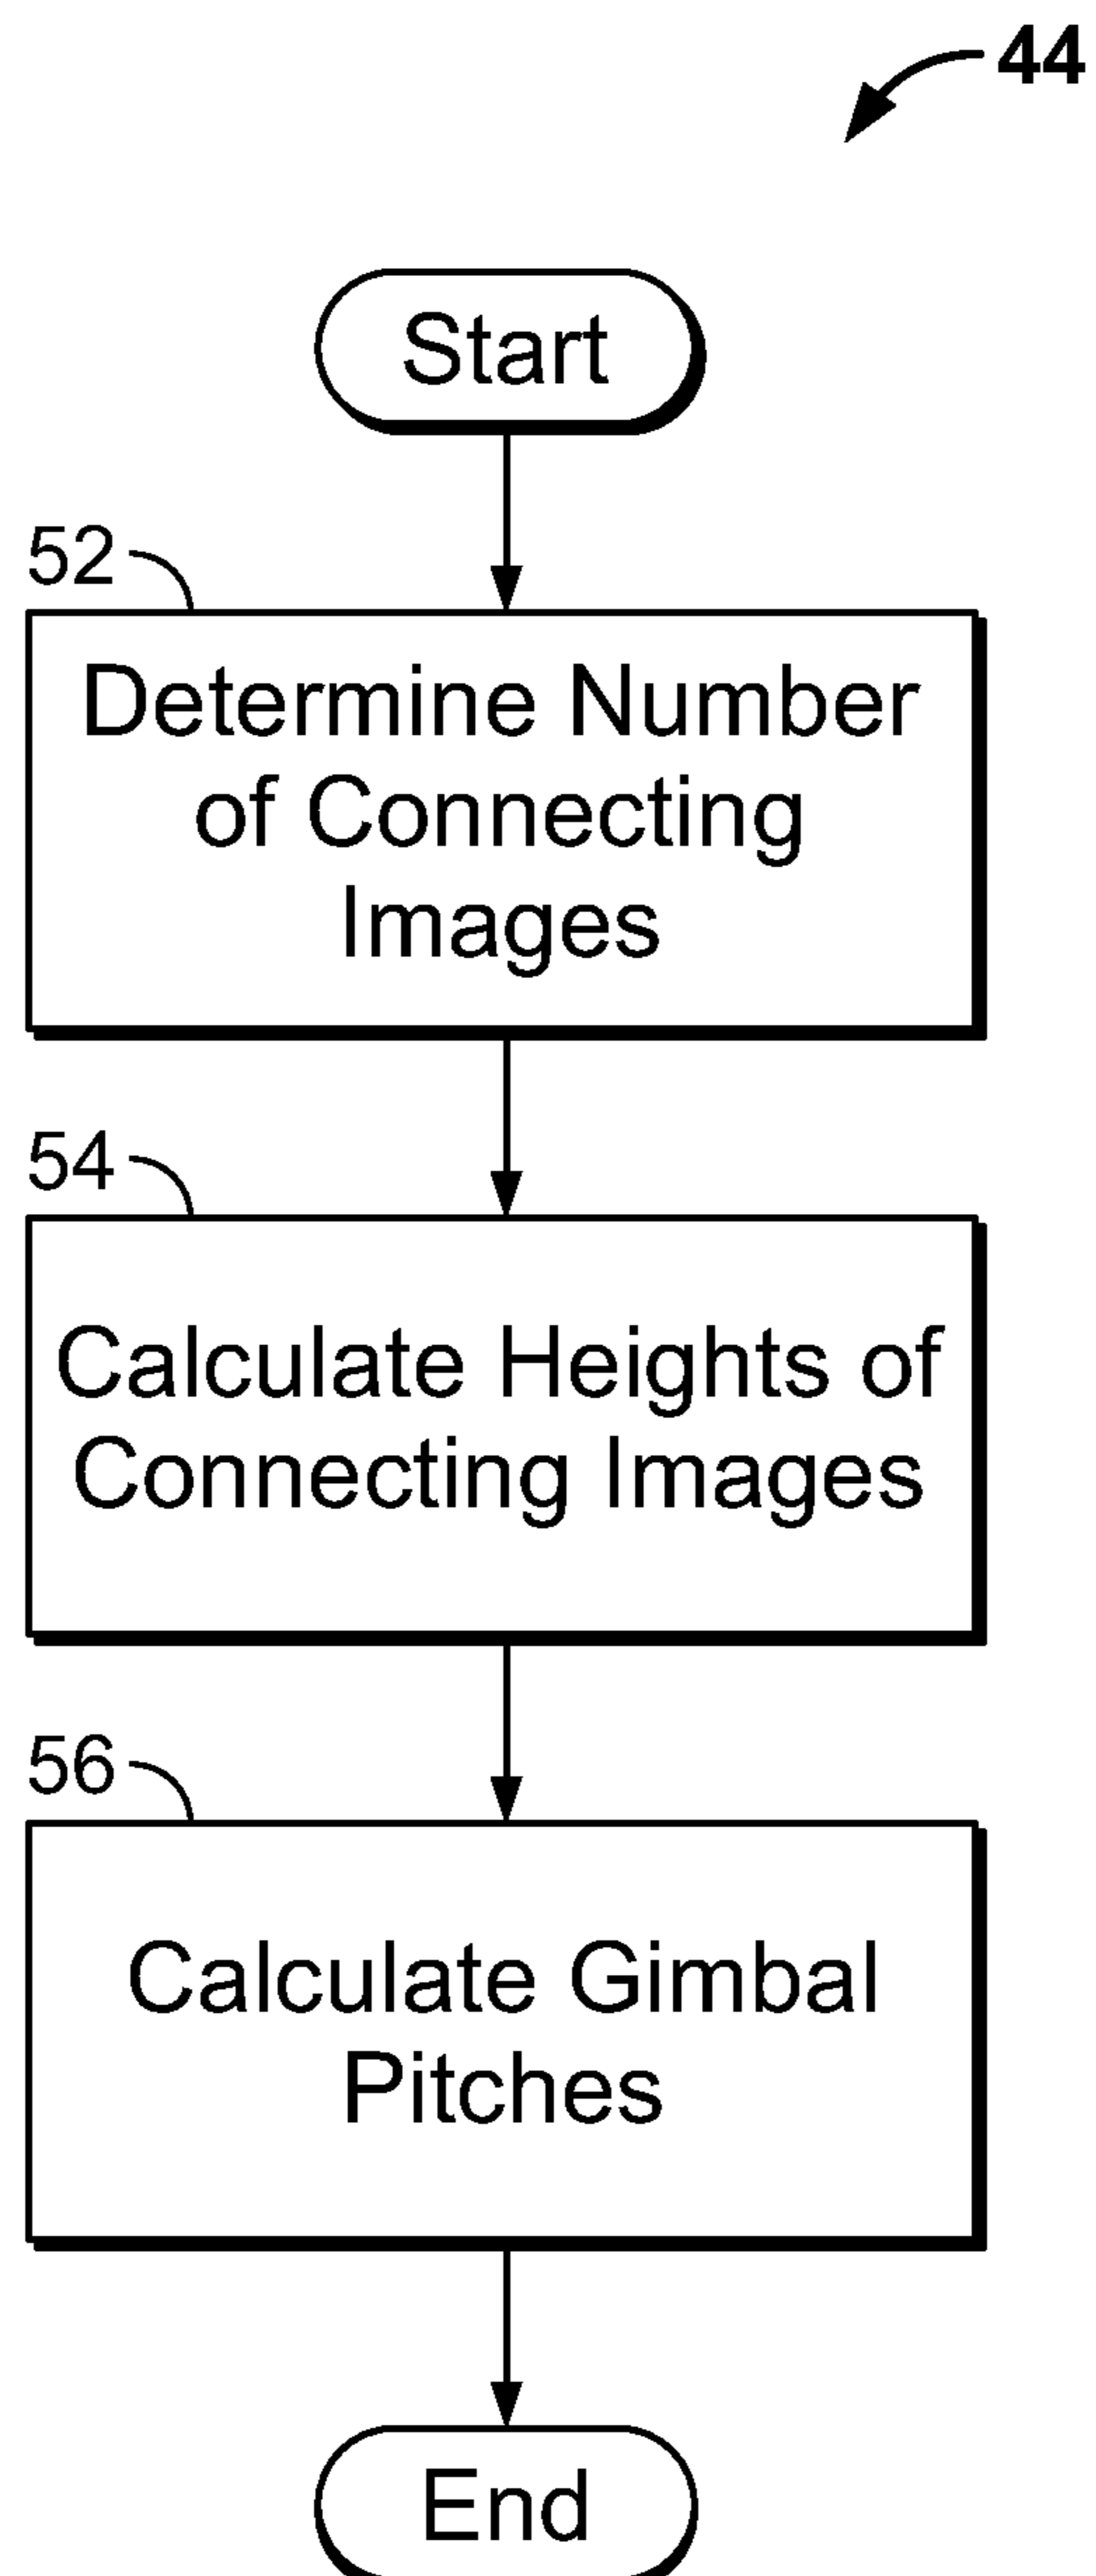 44
Start
52
Determine Number
of Connecting
Images
54
Calculate Heights of
Connecting Images
56
Calculate Gimbal
Pitches
End